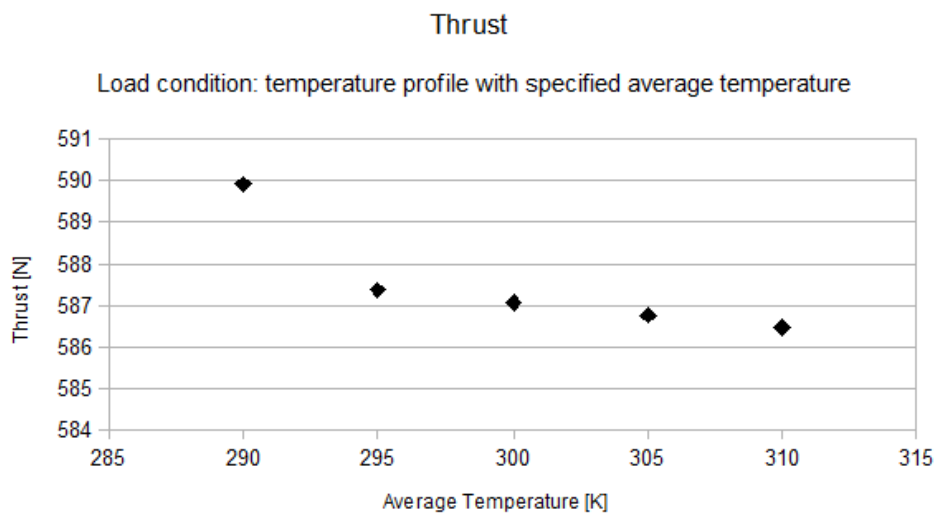 Thrust
Load condition: temperature profile with specified average temperature
591
590
589
588
587
586
585
584
Thrust [N]
285 290 295 300 305 310 315
Average Temperature [K]